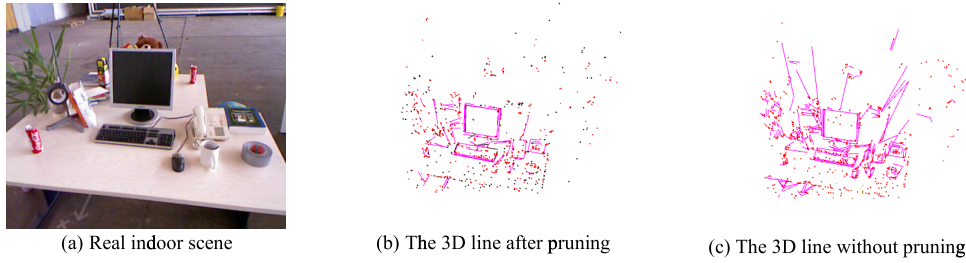 (a) Real indoor scene
(b) The 3D line after pruning
(c) The 3D line without pruning